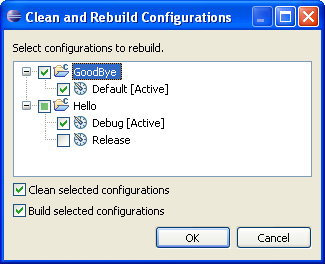 Clean and Rebuild Configurations
Select configurations to rebuild.
GoodBye
Default [Active]
Hello
Debug [Active]
Release
Clean selected configurations
Build selected configurations
OK
Cancel